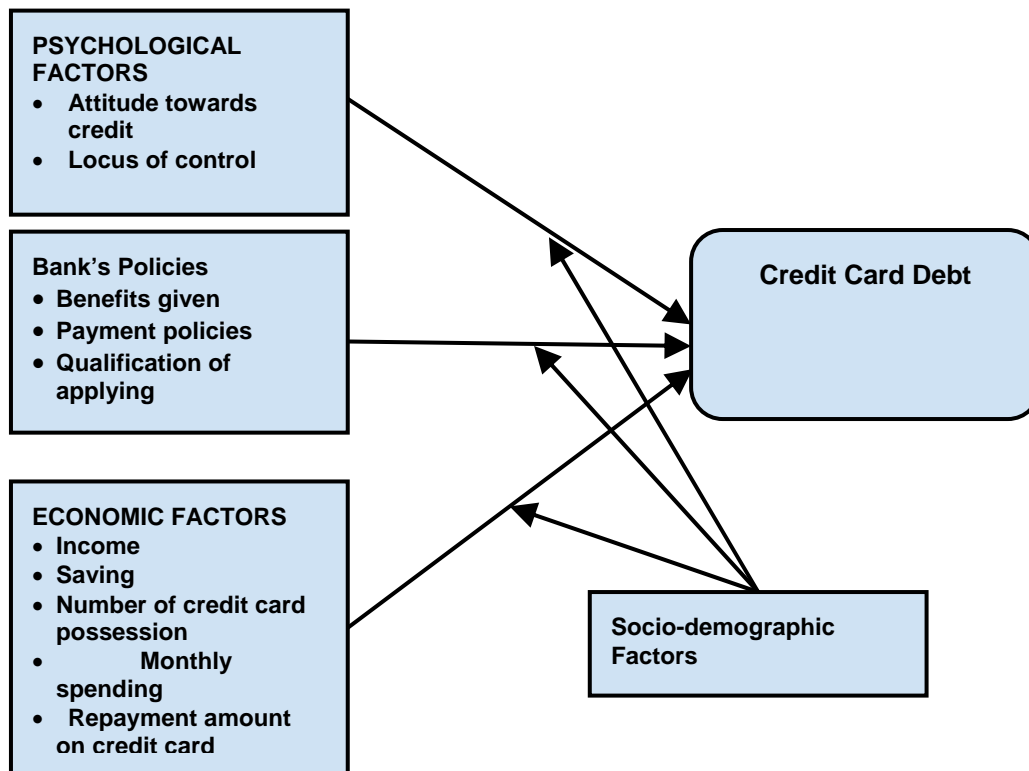 PSYCHOLOGICAL
FACTORS
• Attitude towards
credit
• Locus of control
Bank's Policies
• Benefits given
• Payment policies
• Qualification of
applying
ECONOMIC FACTORS
• Income
• Saving
• Number of credit card
possession
• Monthly
spending
• Repayment amount
on credit card
Credit Card Debt
Socio-demographic
Factors